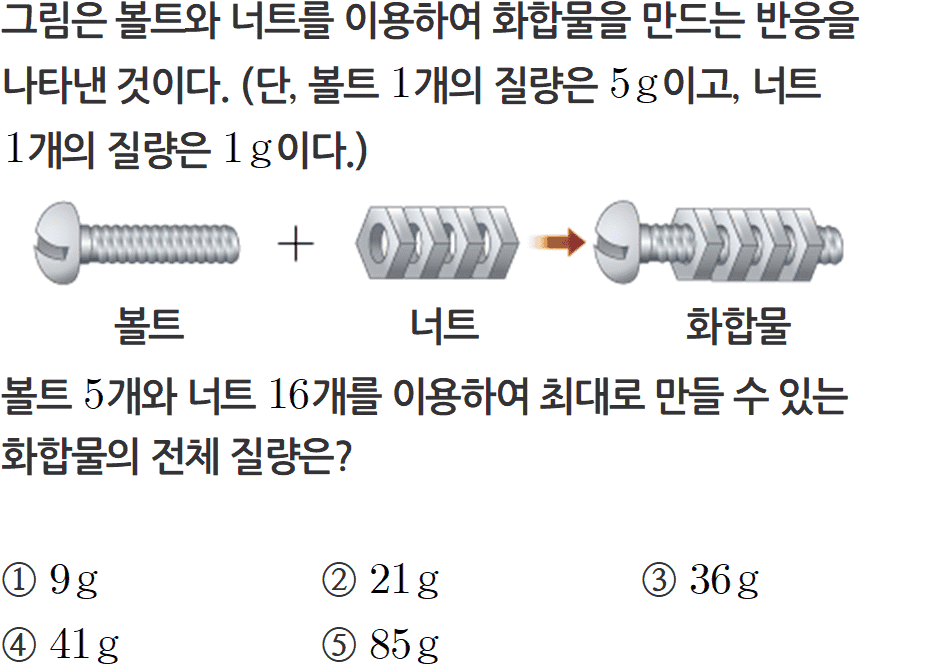 그림은 볼트와 너트를 이용하여 화합물을 만드는 반응을
나타낸 것이다. (단, 볼트 1개의 질량은 5g이고, 너트
1개의 질량은 1g이다.)
+
볼트 너트 화합물
볼트 5개와 너트 16개를 이용하여 최대로 만들 수 있는
화합물의 전체 질량은?
① 9g ② 21g ③ 36g
④ 41g ⑤ 85g